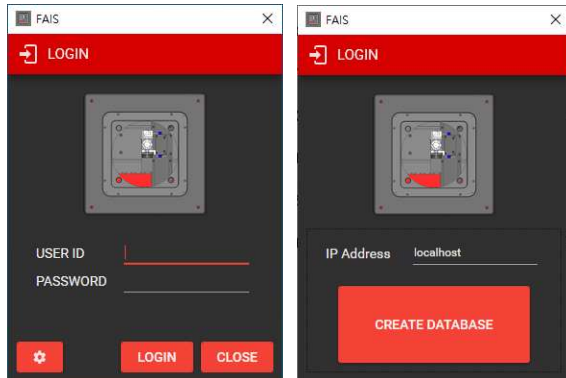 FAIS
LOGIN
USER ID
PASSWORD
LOGIN CLOSE
FAIS
LOGIN
IP Address localhost
CREATE DATABASE